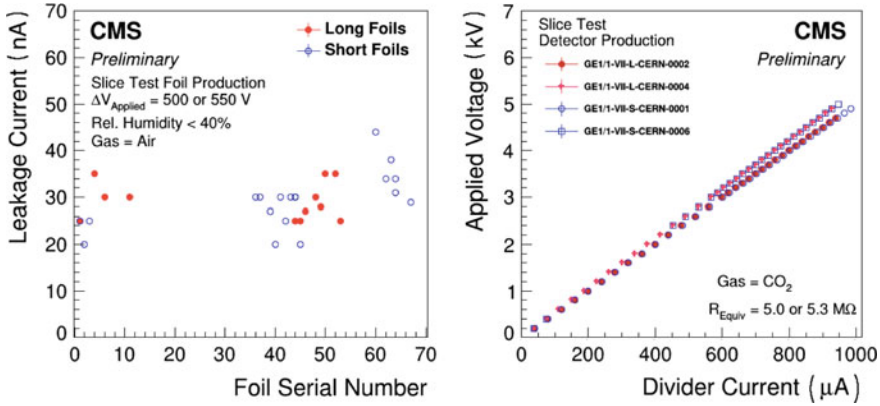 CMS
Preliminary
Long Foils
Short Foils
Slice Test Foil Production
ΔV_Applied = 500 or 550 V
Rel. Humidity < 40%
Gas = Air
Leakage Current (nA)
70
60
50
40
30
20
10
0
0 10 20 30 40 50 60 70
Foil Serial Number
Slice Test
Detector Production
CMS
Preliminary
GE1/1-VII-L-CERN-0002
GE1/1-VII-L-CERN-0004
GE1/1-VII-S-CERN-0001
GE1/1-VII-S-CERN-0006
Gas = CO₂
R_Equiv = 5.0 or 5.3 MΩ
Applied Voltage (kV)
7
6
5
4
3
2
1
0
0 200 400 600 800 1000
Divider Current (μA)